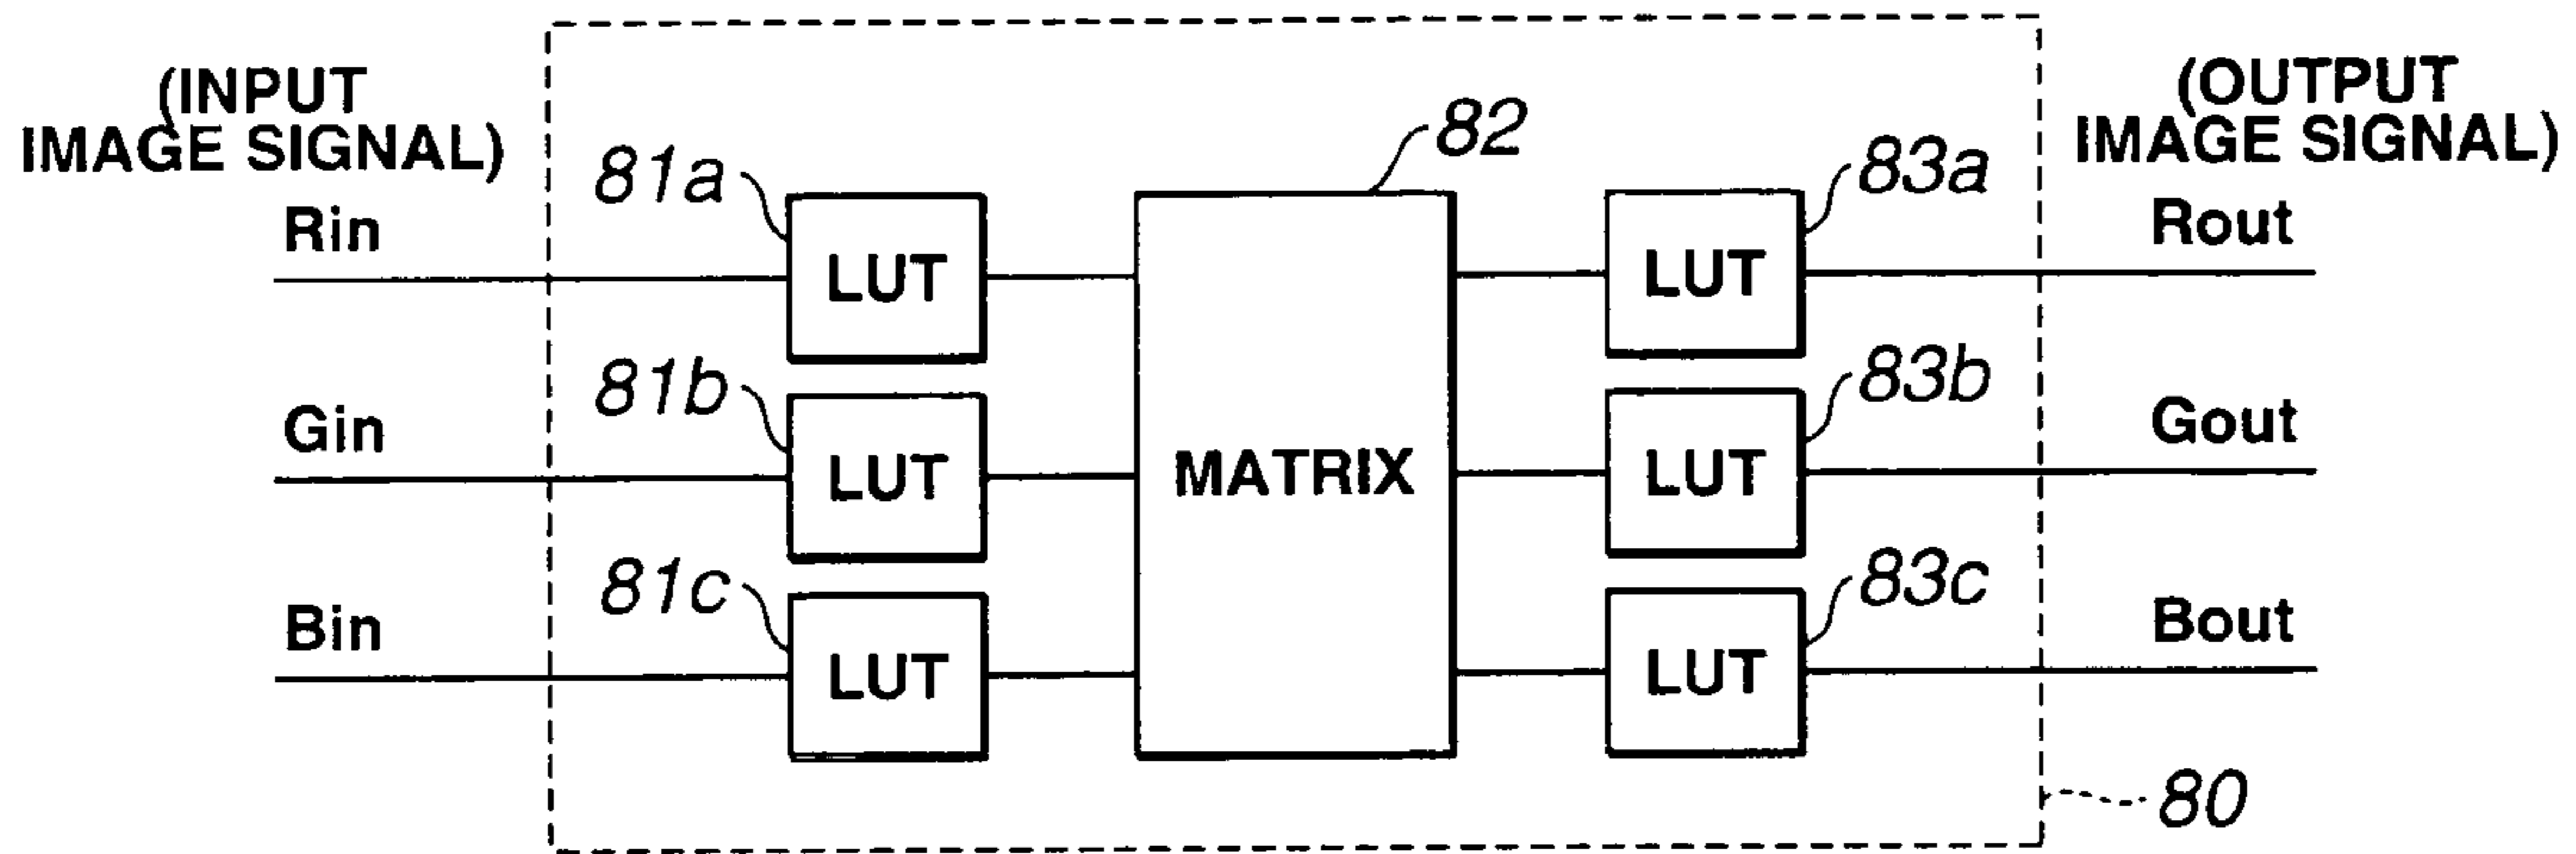 (INPUT
IMAGE SIGNAL)
(OUTPUT
IMAGE SIGNAL)
82
81a
83a
Rin
LUT
LUT
Rout
81b
83b
Gin
LUT
MATRIX
LUT
Gout
81c
83c
Bin
LUT
LUT
Bout
80